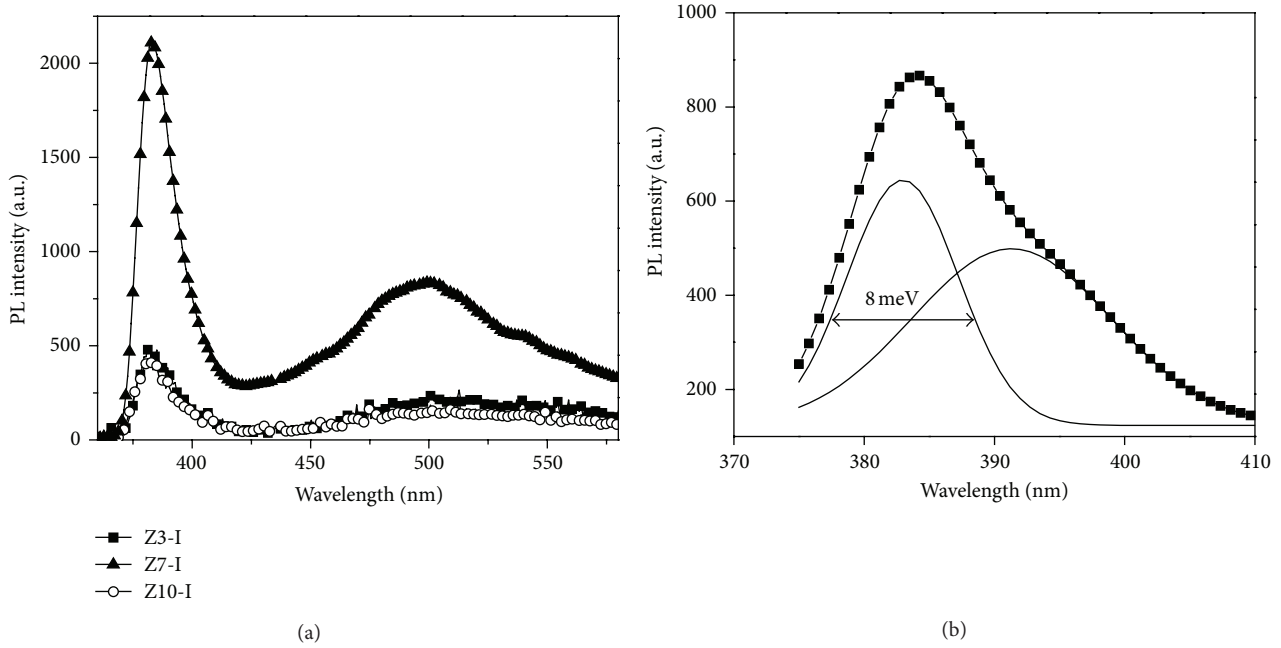 2000
1500
1000
500
0
PL intensity (a.u.)
400
450
500
550
Wavelength (nm)
Z3-I
Z7-I
Z10-I
(a)
1000
800
600
400
200
PL intensity (a.u.)
8 meV
370
380
390
400
410
Wavelength (nm)
(b)